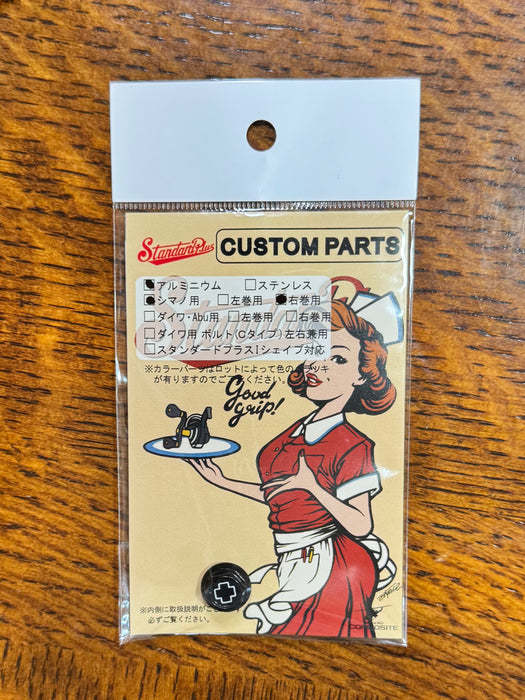 StandardPlus CUSTOM PARTS
アルミニウム ステンレス
シマノ用 左巻用 右巻用
ダイワ・Abu用 左巻用 右巻用
ダイワ用 ボルト(Cタイプ)左右兼用
スタンダードプラスIシェイプ対応
※カラーパーツはロットによって色の
が有りますのでご了承ください。
Good
grip!
※内側に取扱説明が
必ずご覧ください。